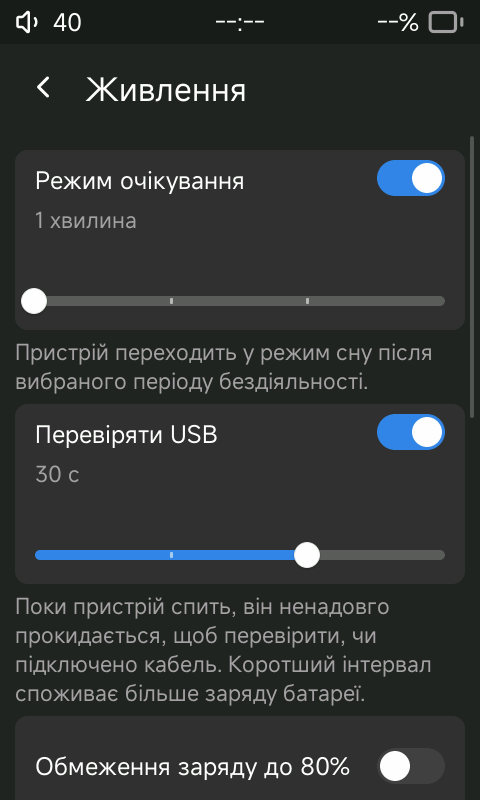 40 --:-- --%
Живлення
Режим очікування
1 хвилина
Пристрій переходить у режим сну після
вибраного періоду бездіяльності.
Перевіряти USB
30 с
Поки пристрій спить, він ненадовго
прокидається, щоб перевірити, чи
підключено кабель. Коротший інтервал
споживає більше заряду батареї.
Обмеження заряду до 80%